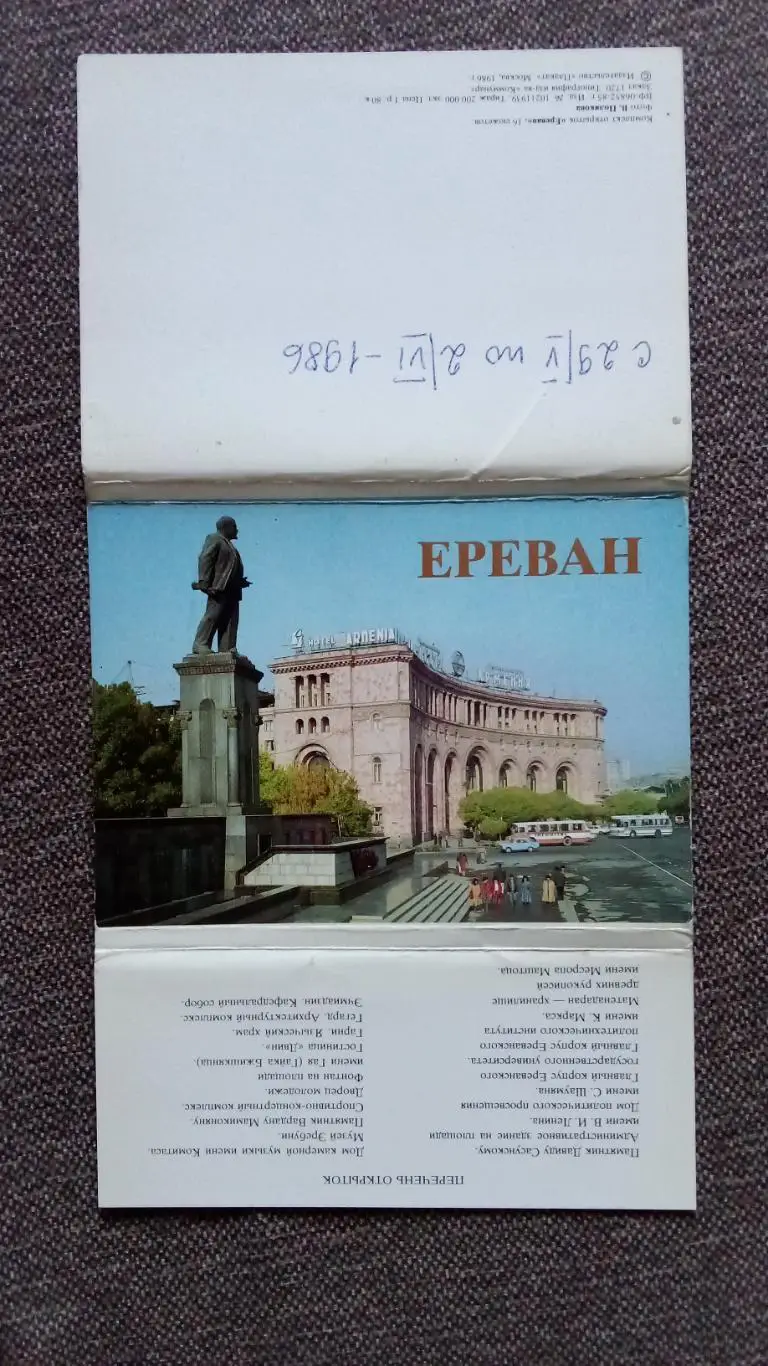 Комплект открыток «Ереван». 16 сюжетов.
Фото В. Полякова
Заказ 1720. Типография изд-ва «Коммунар»
© Издательство «Плакат» Москва, 1986 г.
с 29/V по 2/VI - 1986
ЕРЕВАН
HOTEL ARMENIA
ПЕРЕЧЕНЬ ОТКРЫТОК
Памятник Давиду Сасунскому.
Административное здание на площади
имени В. И. Ленина.
Дом политического просвещения
имени С. Шаумяна.
Главный корпус Ереванского
государственного университета.
Главный корпус Ереванского
политехнического института
имени К. Маркса.
Матенадаран — хранилище
древних рукописей
имени Месропа Маштоца.
Дом камерной музыки имени Комитаса.
Музей Эребуни.
Памятник Вардану Мамиконяну.
Спортивно-концертный комплекс.
Дворец молодежи.
Фонтан на площади
имени Гая (Гайка Бжишкянца).
Гостиница «Двин».
Гарни. Языческий храм.
Гегард. Архитектурный комплекс.
Эчмиадзин. Кафедральный собор.